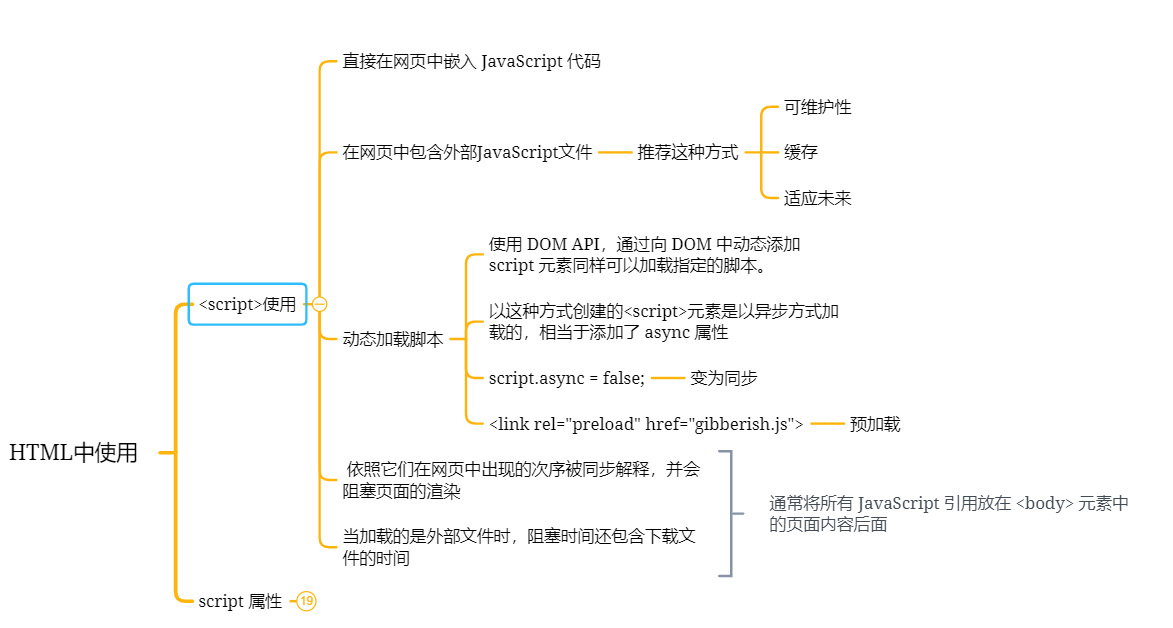 直接在网页中嵌入 JavaScript 代码
可维护性
在网页中包含外部JavaScript文件
推荐这种方式
缓存
适应未来
使用 DOM API，通过向 DOM 中动态添加
script 元素同样可以加载指定的脚本。
<script>使用
以这种方式创建的<script>元素是以异步方式加
载的，相当于添加了 async 属性
动态加载脚本
script.async = false;
变为同步
<link rel="preload" href="gibberish.js">
预加载
HTML中使用
依照它们在网页中出现的次序被同步解释，并会
阻塞页面的渲染
通常将所有 JavaScript 引用放在 <body> 元素中
的页面内容后面
当加载的是外部文件时，阻塞时间还包含下载文
件的时间
script 属性
19